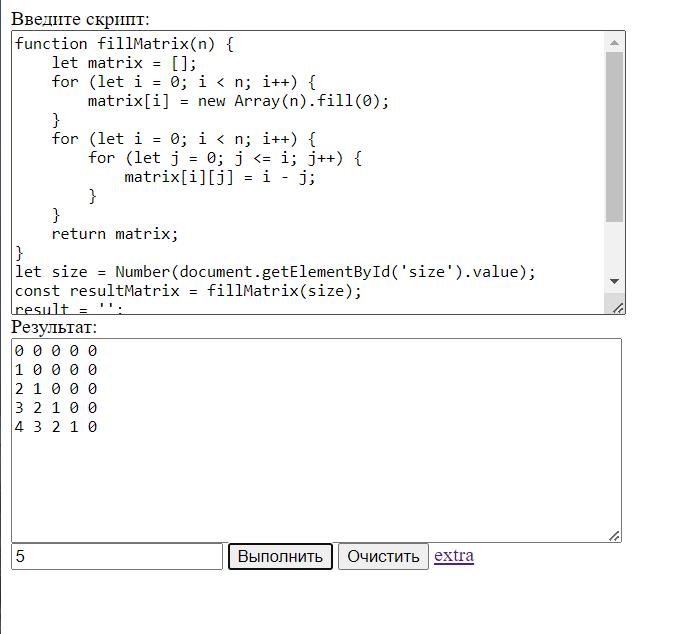 Введите скрипт:
function fillMatrix(n) {
    let matrix = [];
    for (let i = 0; i < n; i++) {
        matrix[i] = new Array(n).fill(0);
    }
    for (let i = 0; i < n; i++) {
        for (let j = 0; j <= i; j++) {
            matrix[i][j] = i - j;
        }
    }
    return matrix;
}
let size = Number(document.getElementById('size').value);
const resultMatrix = fillMatrix(size);
result = '';
Результат:
0 0 0 0 0
1 0 0 0 0
2 1 0 0 0
3 2 1 0 0
4 3 2 1 0
5 Выполнить Очистить extra